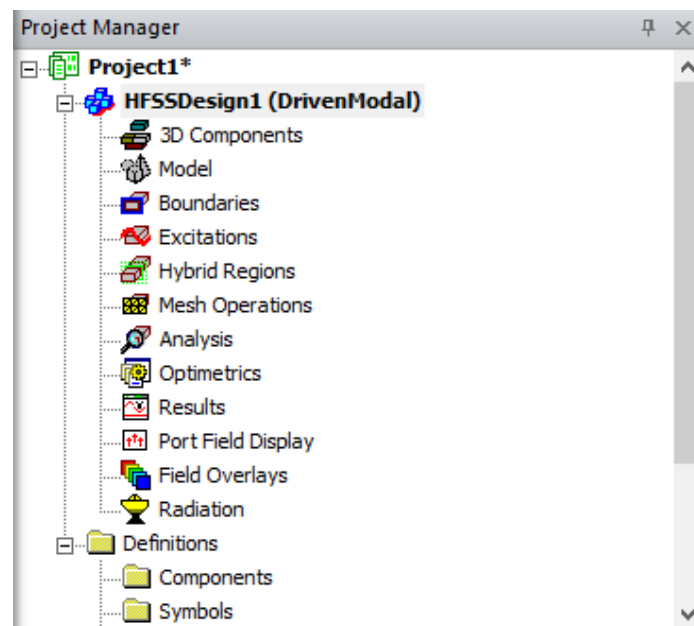 Project Manager
Project1*
HFSSDesign1 (DrivenModal)
3D Components
Model
Boundaries
Excitations
Hybrid Regions
Mesh Operations
Analysis
Optimetrics
Results
Port Field Display
Field Overlays
Radiation
Definitions
Components
Symbols